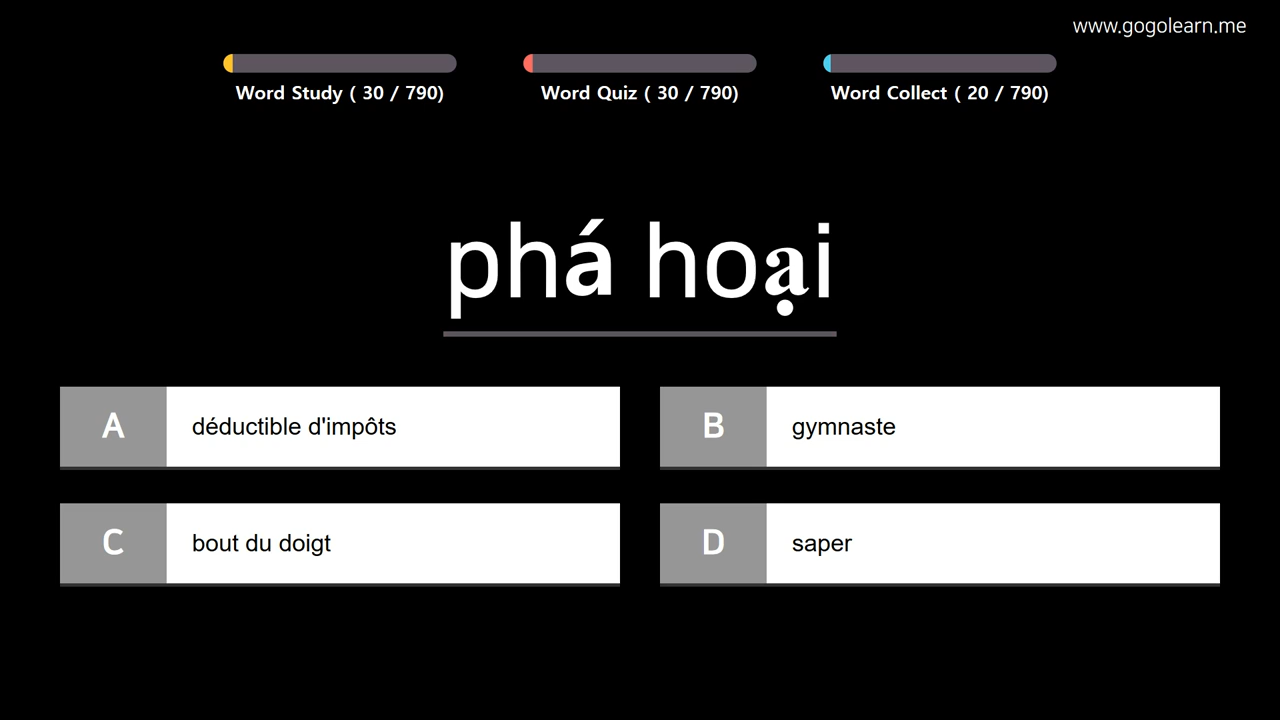 www.gogolearn.me
Word Study ( 30 / 790)
Word Quiz ( 30 / 790)
Word Collect ( 20 / 790)
phá hoại
A
déductible d'impôts
B
gymnaste
C
bout du doigt
D
saper